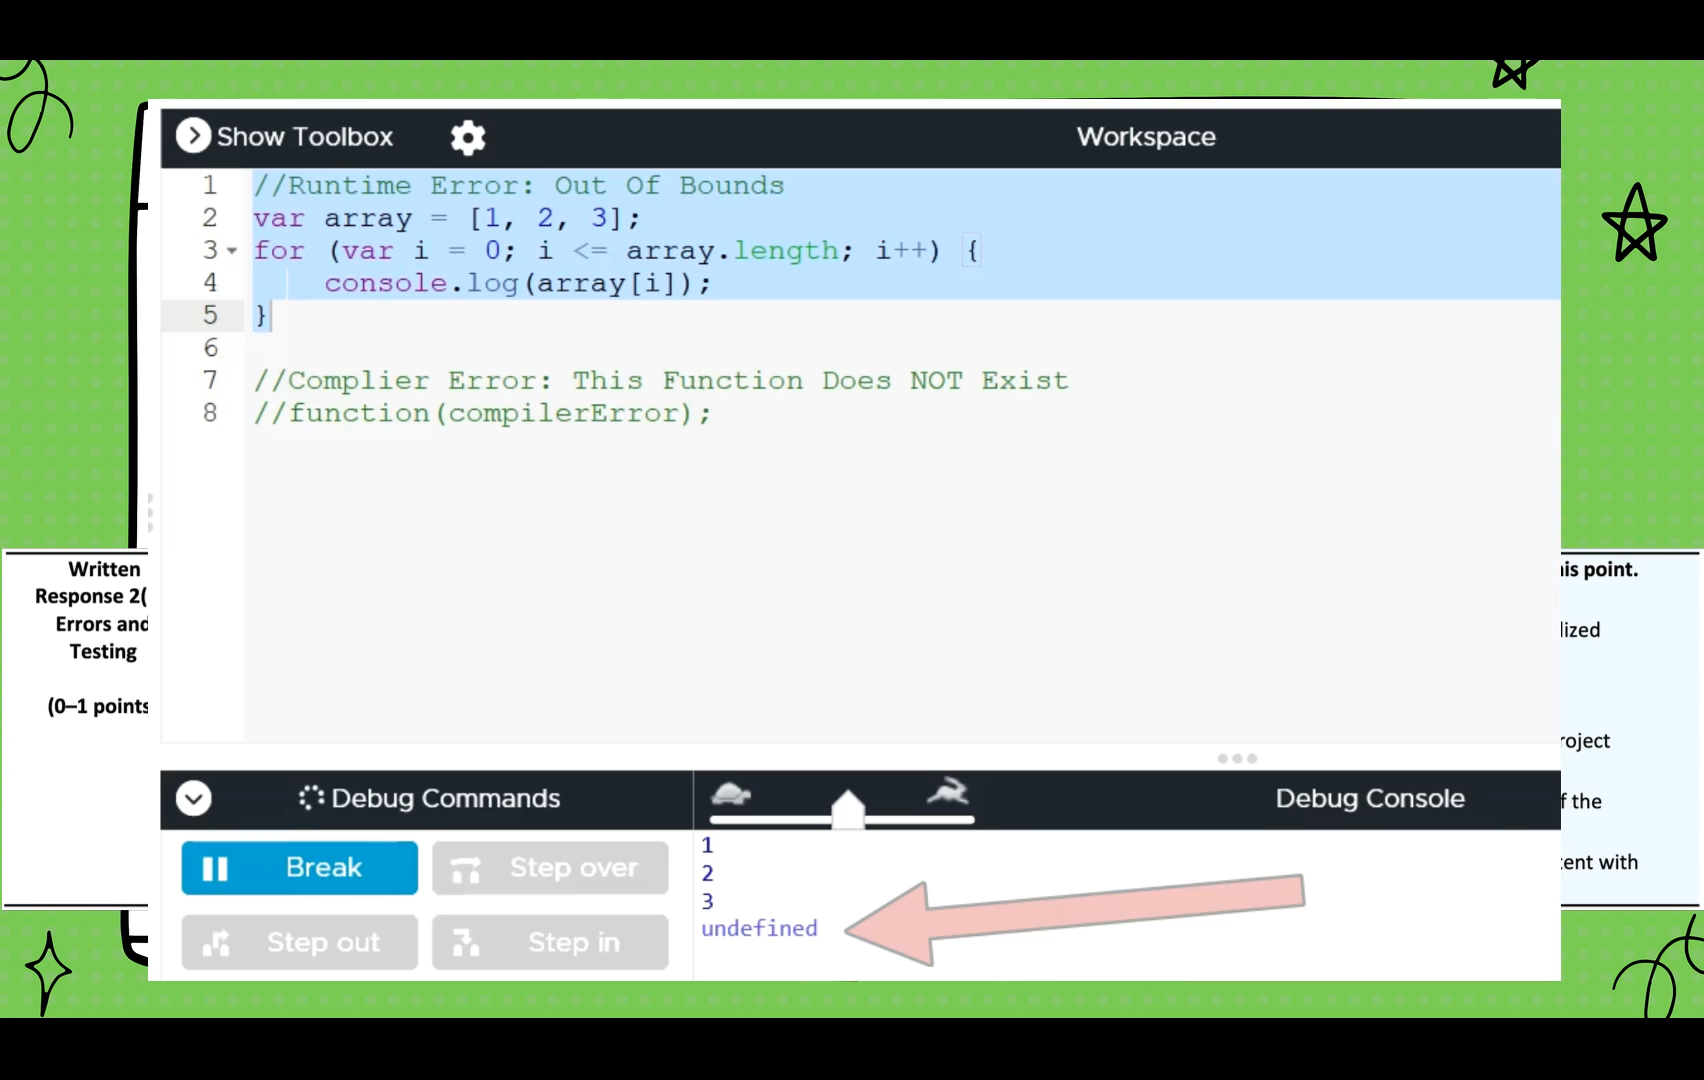 Show Toolbox
Workspace
1 //Runtime Error: Out Of Bounds
2 var array = [1, 2, 3];
3 for (var i = 0; i <= array.length; i++) {
4 console.log(array[i]);
5 }
6
7 //Complier Error: This Function Does NOT Exist
8 //function(compilerError);
Written
Response 2(
Errors and
Testing
(0–1 points
his point.
lized
roject
f the
tent with
Debug Commands
Debug Console
Break
Step over
Step out
Step in
1
2
3
undefined